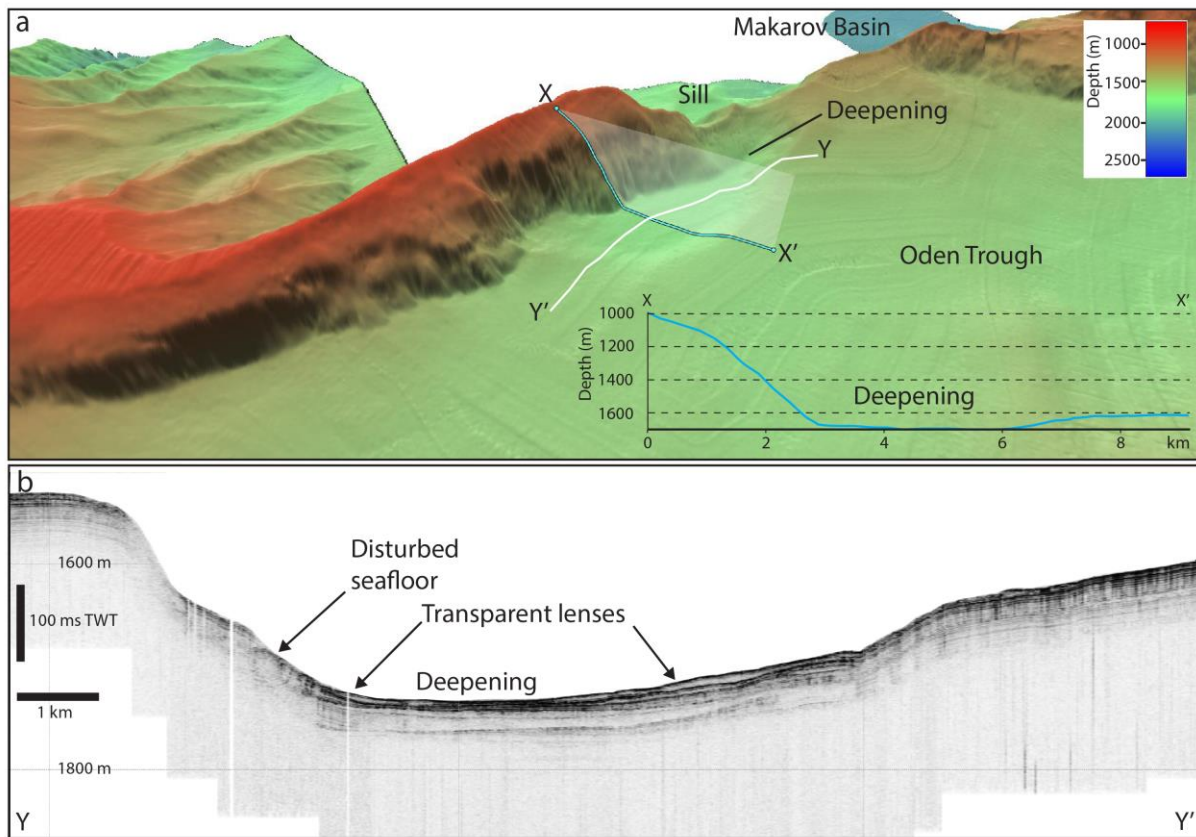 a
Makarov Basin
Depth (m)
1000
1500
2000
2500
X
Sill
Deepening
Y
X'
Oden Trough
Y'
X
X'
Depth (m)
1000
1200
1400
1600
Deepening
0
2
4
6
8
km
b
1600 m
100 ms TWT
1 km
1800 m
Disturbed
seafloor
Transparent lenses
Deepening
Y
Y'